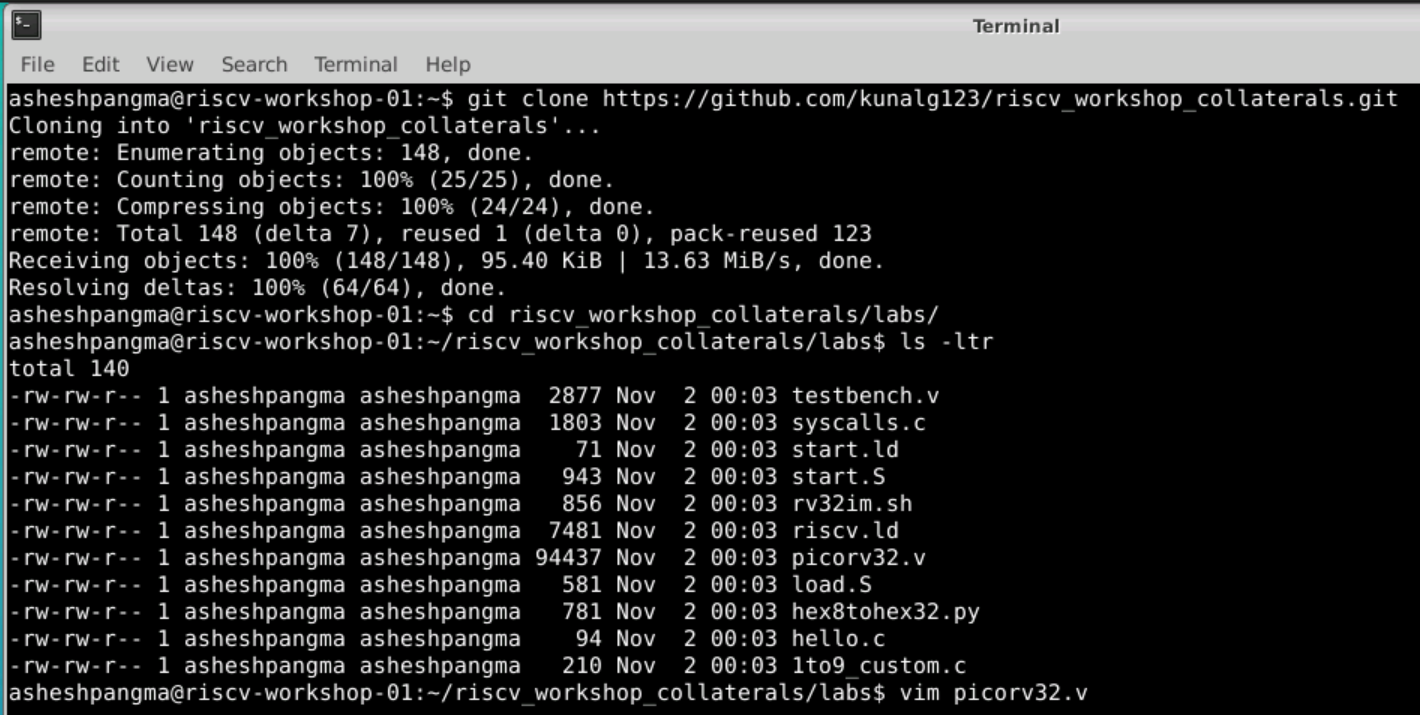 Terminal
File Edit View Search Terminal Help
asheshpangma@riscv-workshop-01:~$ git clone https://github.com/kunalg123/riscv_workshop_collaterals.git
Cloning into 'riscv_workshop_collaterals'...
remote: Enumerating objects: 148, done.
remote: Counting objects: 100% (25/25), done.
remote: Compressing objects: 100% (24/24), done.
remote: Total 148 (delta 7), reused 1 (delta 0), pack-reused 123
Receiving objects: 100% (148/148), 95.40 KiB | 13.63 MiB/s, done.
Resolving deltas: 100% (64/64), done.
asheshpangma@riscv-workshop-01:~$ cd riscv_workshop_collaterals/labs/
asheshpangma@riscv-workshop-01:~/riscv_workshop_collaterals/labs$ ls -ltr
total 140
-rw-rw-r-- 1 asheshpangma asheshpangma  2877 Nov  2 00:03 testbench.v
-rw-rw-r-- 1 asheshpangma asheshpangma  1803 Nov  2 00:03 syscalls.c
-rw-rw-r-- 1 asheshpangma asheshpangma    71 Nov  2 00:03 start.ld
-rw-rw-r-- 1 asheshpangma asheshpangma   943 Nov  2 00:03 start.S
-rw-rw-r-- 1 asheshpangma asheshpangma   856 Nov  2 00:03 rv32im.sh
-rw-rw-r-- 1 asheshpangma asheshpangma  7481 Nov  2 00:03 riscv.ld
-rw-rw-r-- 1 asheshpangma asheshpangma 94437 Nov  2 00:03 picorv32.v
-rw-rw-r-- 1 asheshpangma asheshpangma   581 Nov  2 00:03 load.S
-rw-rw-r-- 1 asheshpangma asheshpangma   781 Nov  2 00:03 hex8tohex32.py
-rw-rw-r-- 1 asheshpangma asheshpangma    94 Nov  2 00:03 hello.c
-rw-rw-r-- 1 asheshpangma asheshpangma   210 Nov  2 00:03 1to9_custom.c
asheshpangma@riscv-workshop-01:~/riscv_workshop_collaterals/labs$ vim picorv32.v